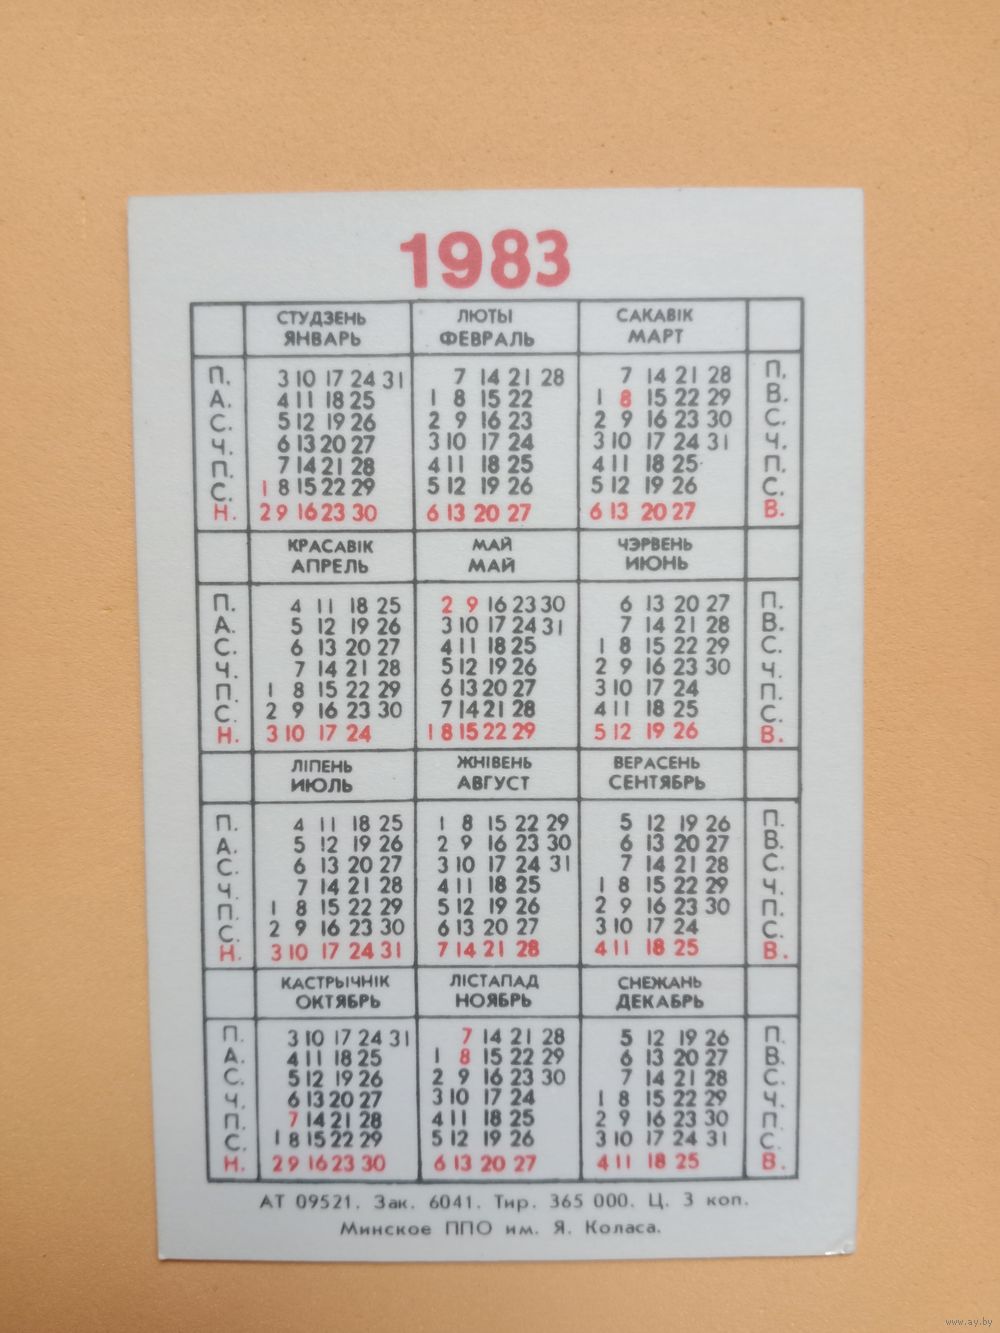 1983
СТУДЗЕНЬ ЛЮТЫ САКАВІК
ЯНВАРЬ ФЕВРАЛЬ МАРТ
П. 3 10 17 24 31 7 14 21 28 7 14 21 28 П.
А. 4 11 18 25 1 8 15 22 1 8 15 22 29 В.
С. 5 12 19 26 2 9 16 23 2 9 16 23 30 С.
Ч. 6 13 20 27 3 10 17 24 3 10 17 24 31 Ч.
П. 7 14 21 28 4 11 18 25 4 11 18 25 П.
С. 1 8 15 22 29 5 12 19 26 5 12 19 26 С.
Н. 2 9 16 23 30 6 13 20 27 6 13 20 27 В.
КРАСАВІК МАЙ ЧЭРВЕНЬ
АПРЕЛЬ МАЙ ИЮНЬ
П. 4 11 18 25 2 9 16 23 30 6 13 20 27 П.
А. 5 12 19 26 3 10 17 24 31 7 14 21 28 В.
С. 6 13 20 27 4 11 18 25 1 8 15 22 29 С.
Ч. 7 14 21 28 5 12 19 26 2 9 16 23 30 Ч.
П. 1 8 15 22 29 6 13 20 27 3 10 17 24 П.
С. 2 9 16 23 30 7 14 21 28 4 11 18 25 С.
Н. 3 10 17 24 1 8 15 22 29 5 12 19 26 В.
ЛІПЕНЬ ЖНІВЕНЬ ВЕРАСЕНЬ
ИЮЛЬ АВГУСТ СЕНТЯБРЬ
П. 4 11 18 25 1 8 15 22 29 5 12 19 26 П.
А. 5 12 19 26 2 9 16 23 30 6 13 20 27 В.
С. 6 13 20 27 3 10 17 24 31 7 14 21 28 С.
Ч. 7 14 21 28 4 11 18 25 1 8 15 22 29 Ч.
П. 1 8 15 22 29 5 12 19 26 2 9 16 23 30 П.
С. 2 9 16 23 30 6 13 20 27 3 10 17 24 С.
Н. 3 10 17 24 31 7 14 21 28 4 11 18 25 В.
КАСТРЫЧНІК ЛІСТАПАД СНЕЖАНЬ
ОКТЯБРЬ НОЯБРЬ ДЕКАБРЬ
П. 3 10 17 24 31 7 14 21 28 5 12 19 26 П.
А. 4 11 18 25 1 8 15 22 29 6 13 20 27 В.
С. 5 12 19 26 2 9 16 23 30 7 14 21 28 С.
Ч. 6 13 20 27 3 10 17 24 1 8 15 22 29 Ч.
П. 7 14 21 28 4 11 18 25 2 9 16 23 30 П.
С. 1 8 15 22 29 5 12 19 26 3 10 17 24 31 С.
Н. 2 9 16 23 30 6 13 20 27 4 11 18 25 В.
АТ 09521. Зак. 6041. Тир. 365 000. Ц. 3 коп.
Минское ППО им. Я. Коласа.
www.ay.by